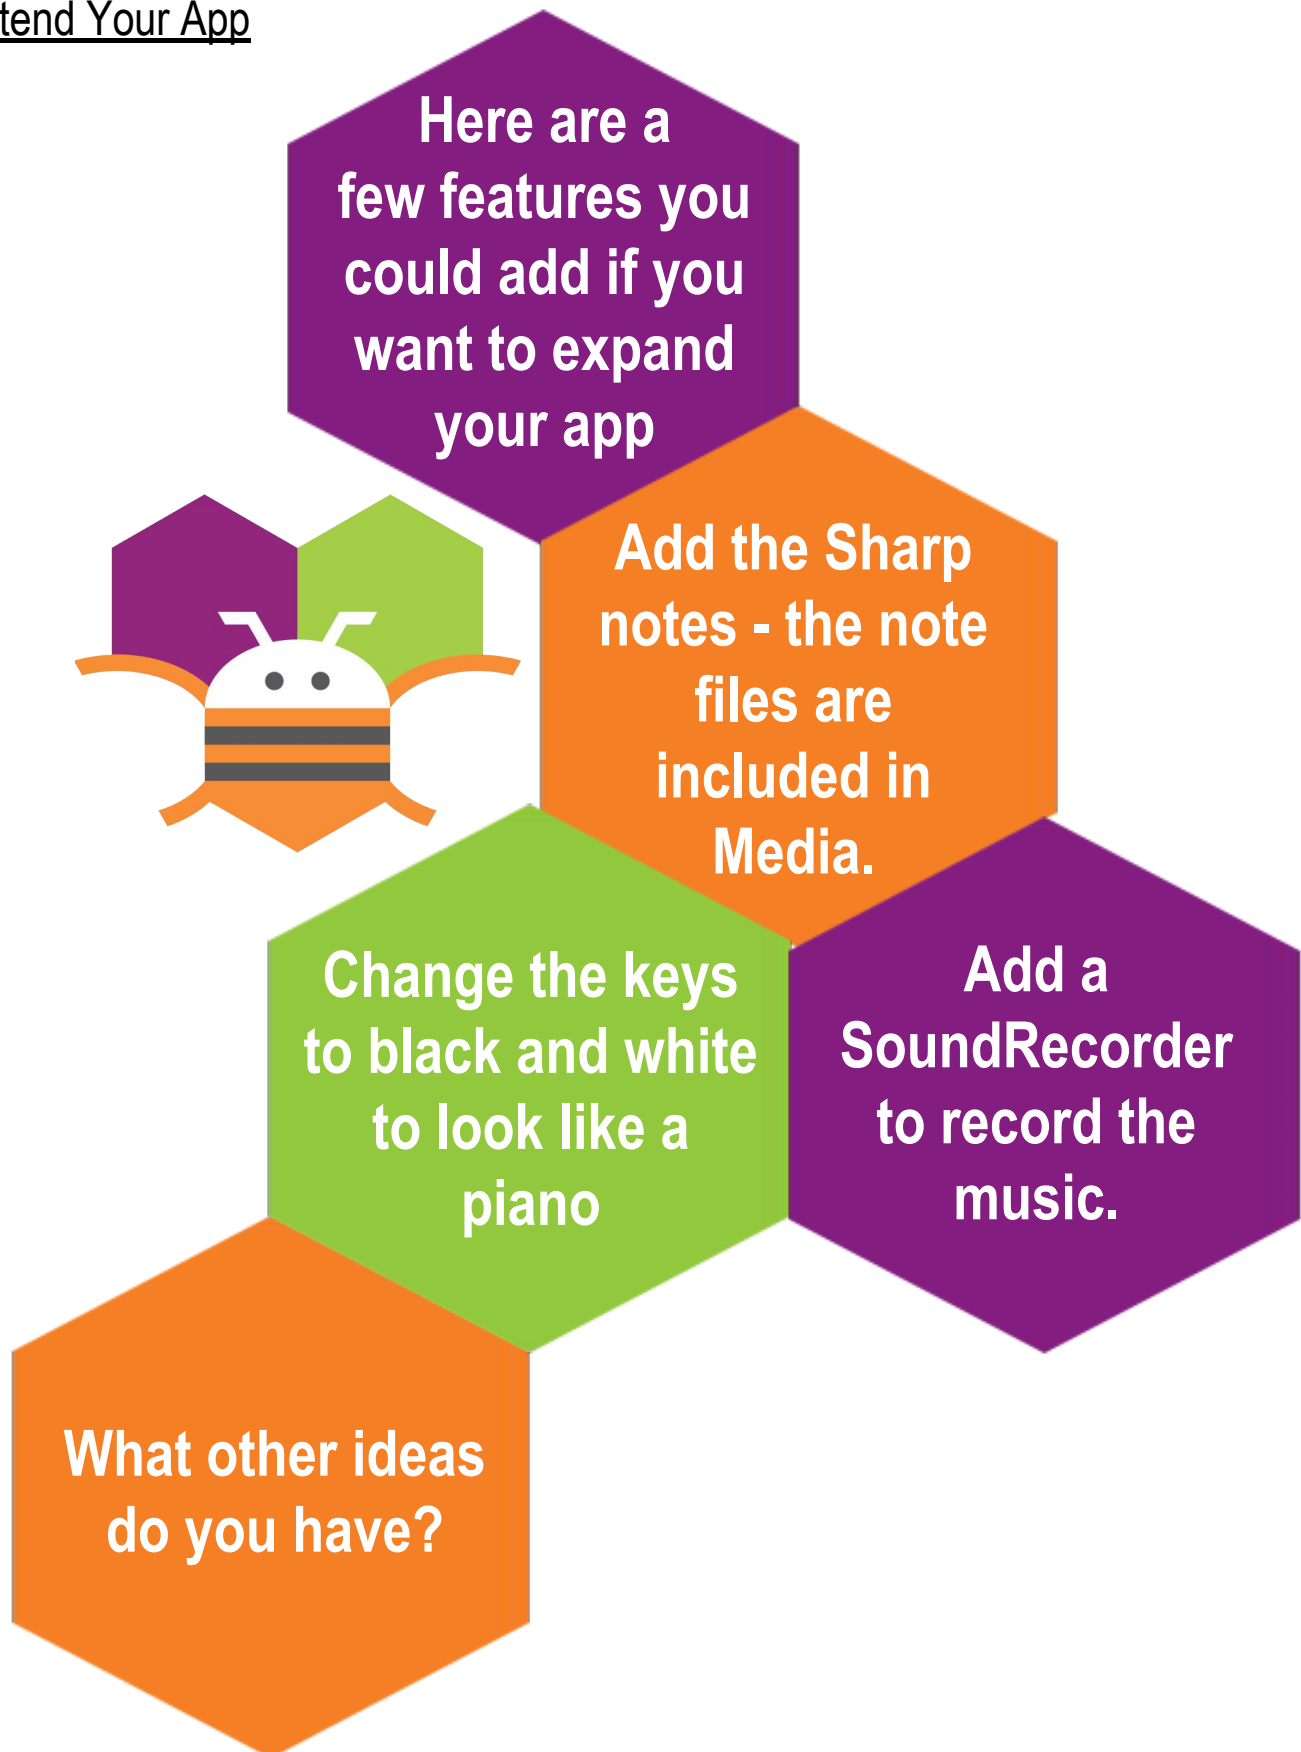 tend Your App
Here are a
few features you
could add if you
want to expand
your app
Add the Sharp
notes - the note
files are
included in
Media.
Change the keys
to black and white
to look like a
piano
Add a
SoundRecorder
to record the
music.
What other ideas
do you have?